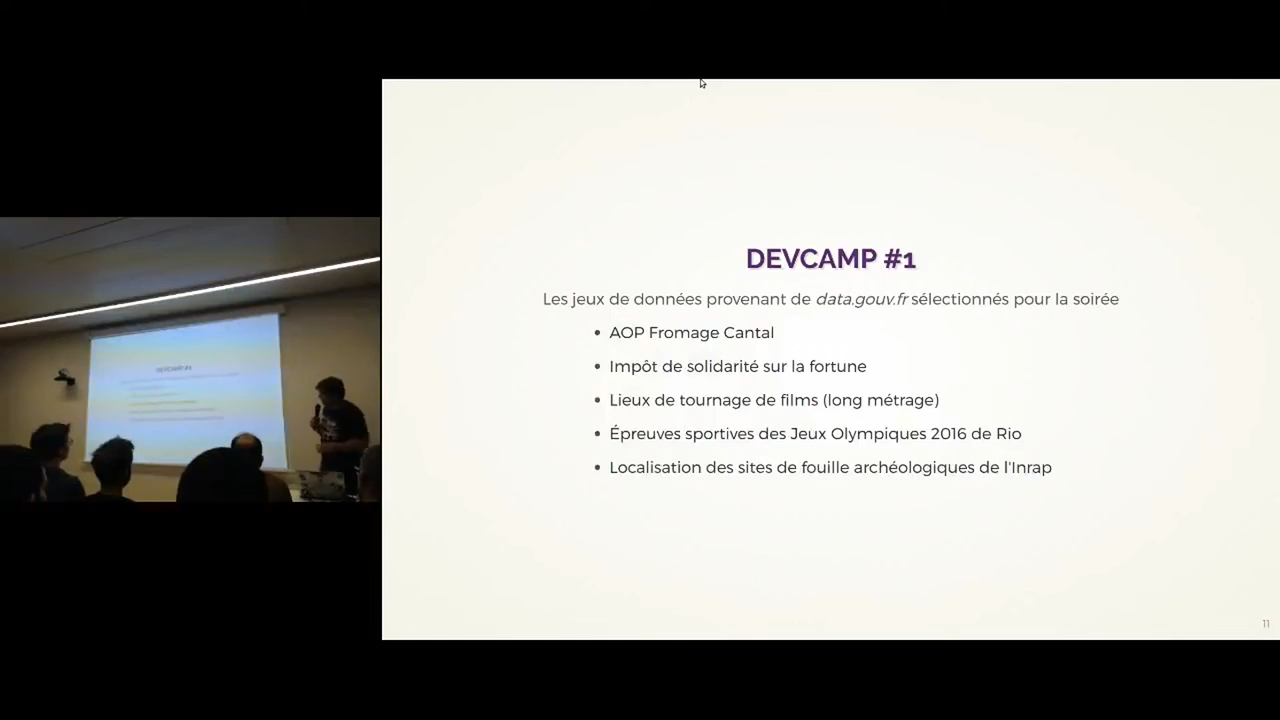 DEVCAMP #1
Les jeux de données provenant de data.gouv.fr sélectionnés pour la soirée
• AOP Fromage Cantal
• Impôt de solidarité sur la fortune
• Lieux de tournage de films (long métrage)
• Épreuves sportives des Jeux Olympiques 2016 de Rio
• Localisation des sites de fouille archéologiques de l'Inrap
11